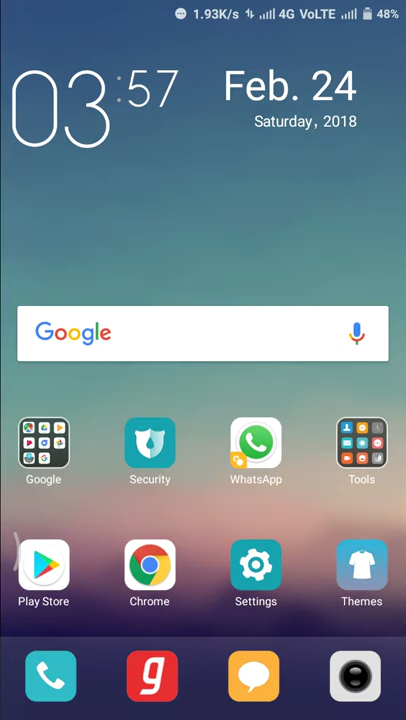 1.93K/s 4G VoLTE 48%
03:57
Feb. 24
Saturday, 2018
Google
Google Security WhatsApp Tools
Play Store Chrome Settings Themes
g